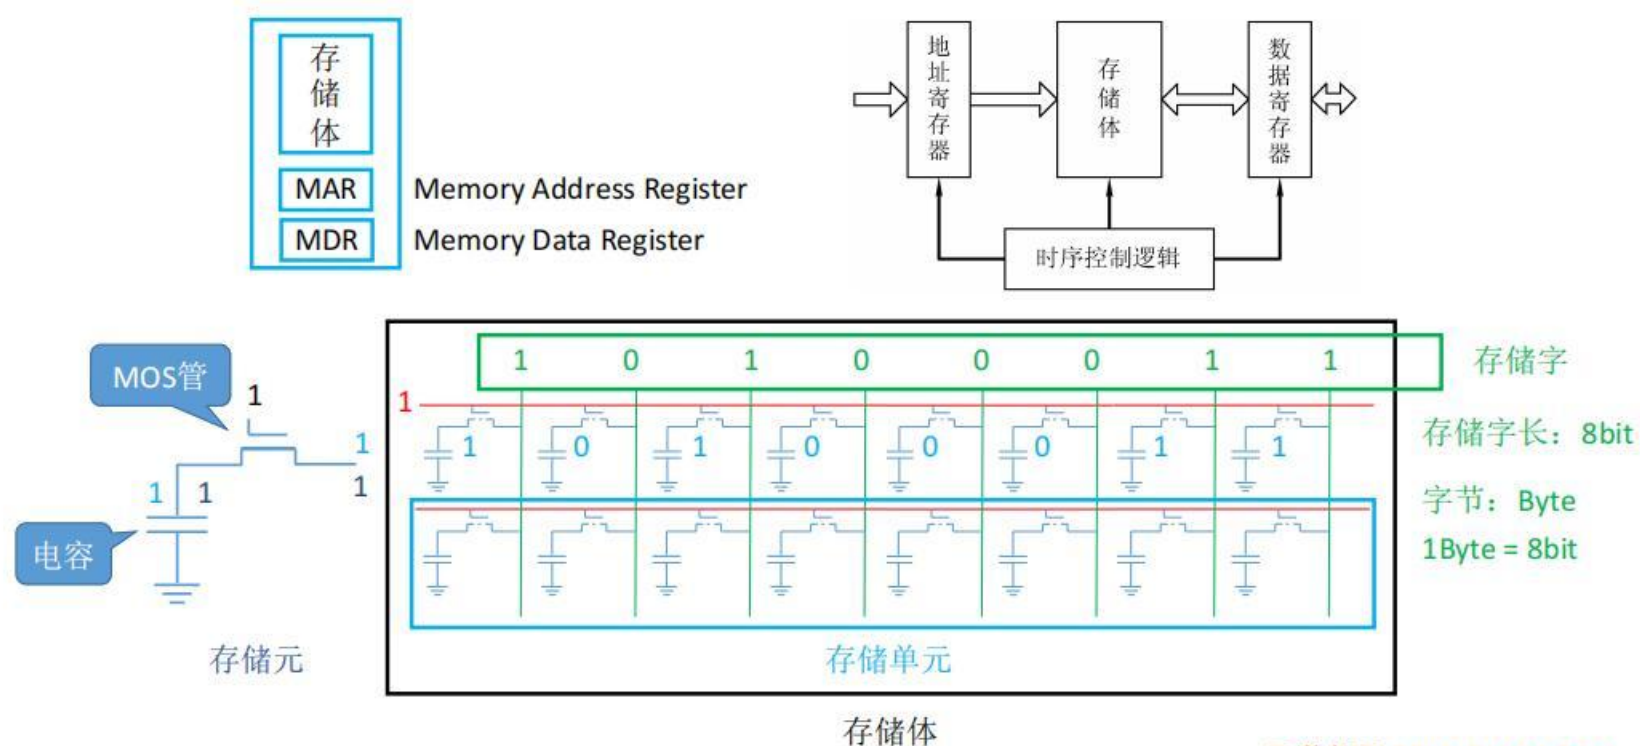 存储体
MAR
Memory Address Register
MDR
Memory Data Register
地址寄存器
存储体
数据寄存器
时序控制逻辑
MOS管
1
1
1
1
1
电容
存储元
1 0 1 0 0 0 1 1
存储字
1
1 0 1 0 0 0 1 1
存储字长：8bit
字节：Byte
1Byte = 8bit
存储单元
存储体